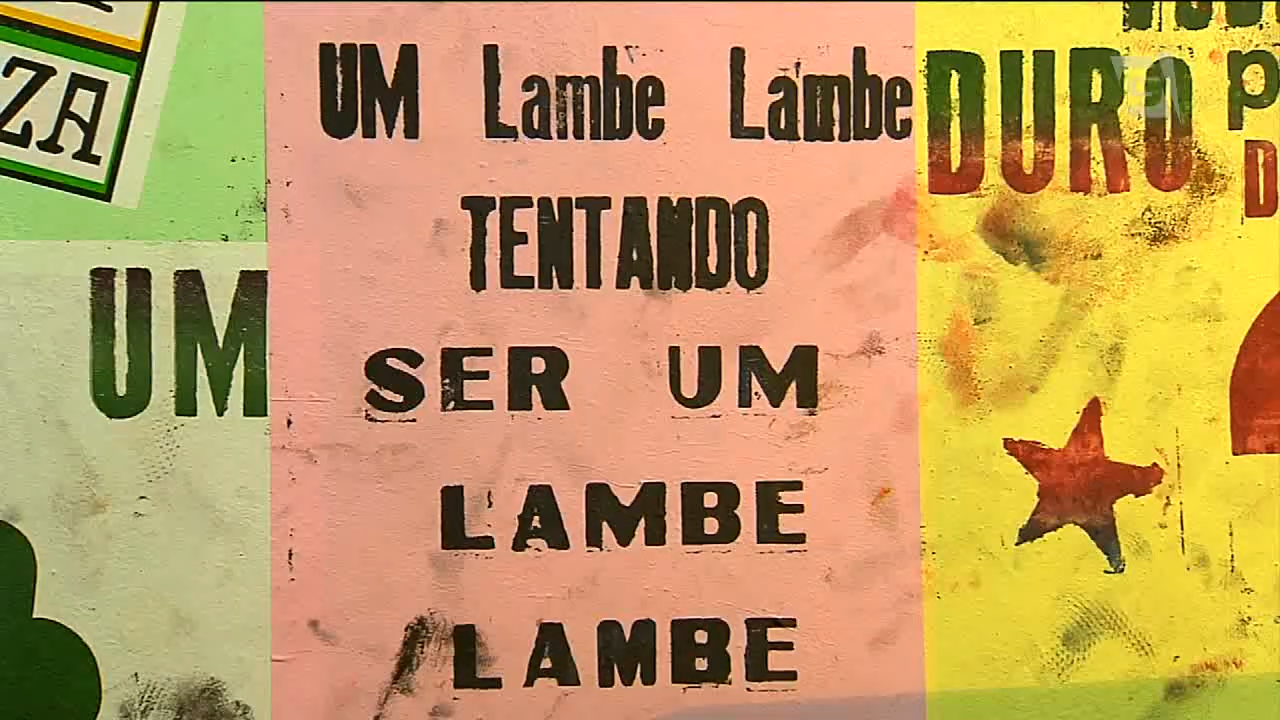 ZA
UM
UM Lambe Lambe
TENTANDO
SER UM
LAMBE
LAMBE
DURO P
D